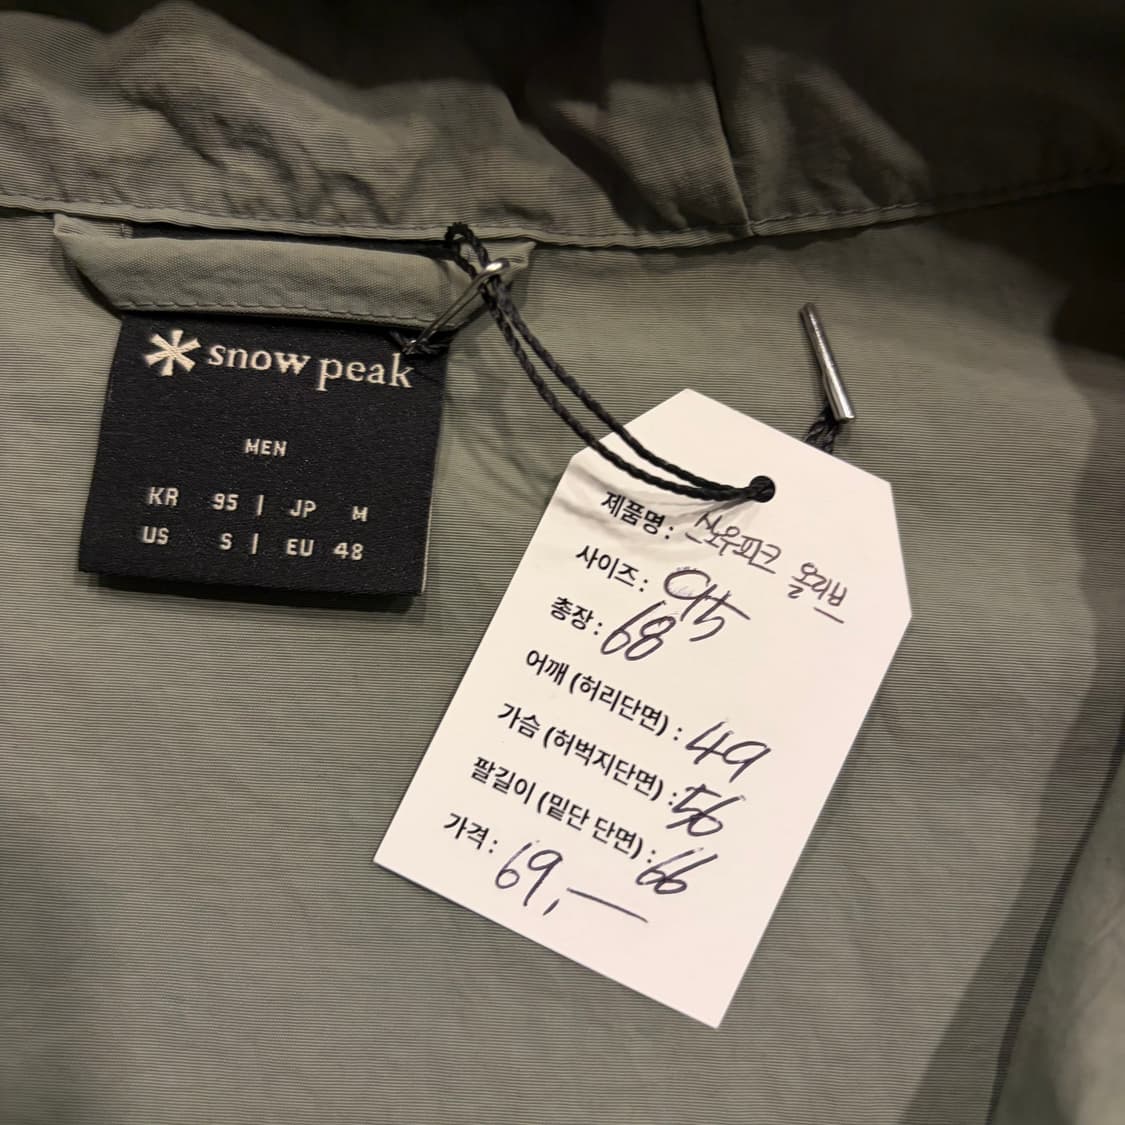 snow peak
MEN
KR 95 | JP M
US S | EU 48
제품명: 스노우피크 올리브
사이즈: 95
총장: 68
어깨 (허리단면) : 49
가슴 (허벅지단면) : 56
팔길이 (밑단 단면) : 66
가격: 69,—